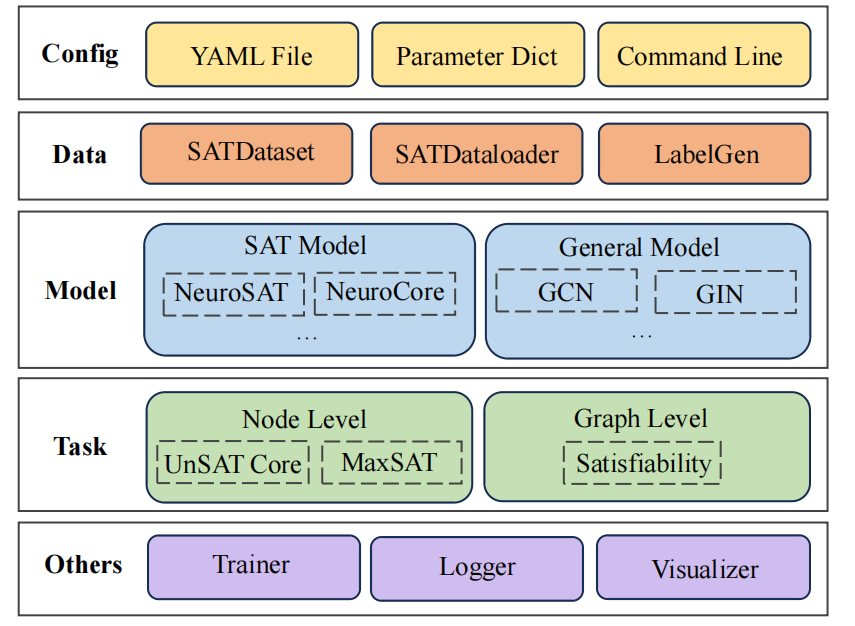 Config
YAML File
Parameter Dict
Command Line
Data
SATDataset
SATDataloader
LabelGen
Model
SAT Model
NeuroSAT
NeuroCore
...
General Model
GCN
GIN
...
Task
Node Level
UnSAT Core
MaxSAT
Graph Level
Satisfiability
Others
Trainer
Logger
Visualizer